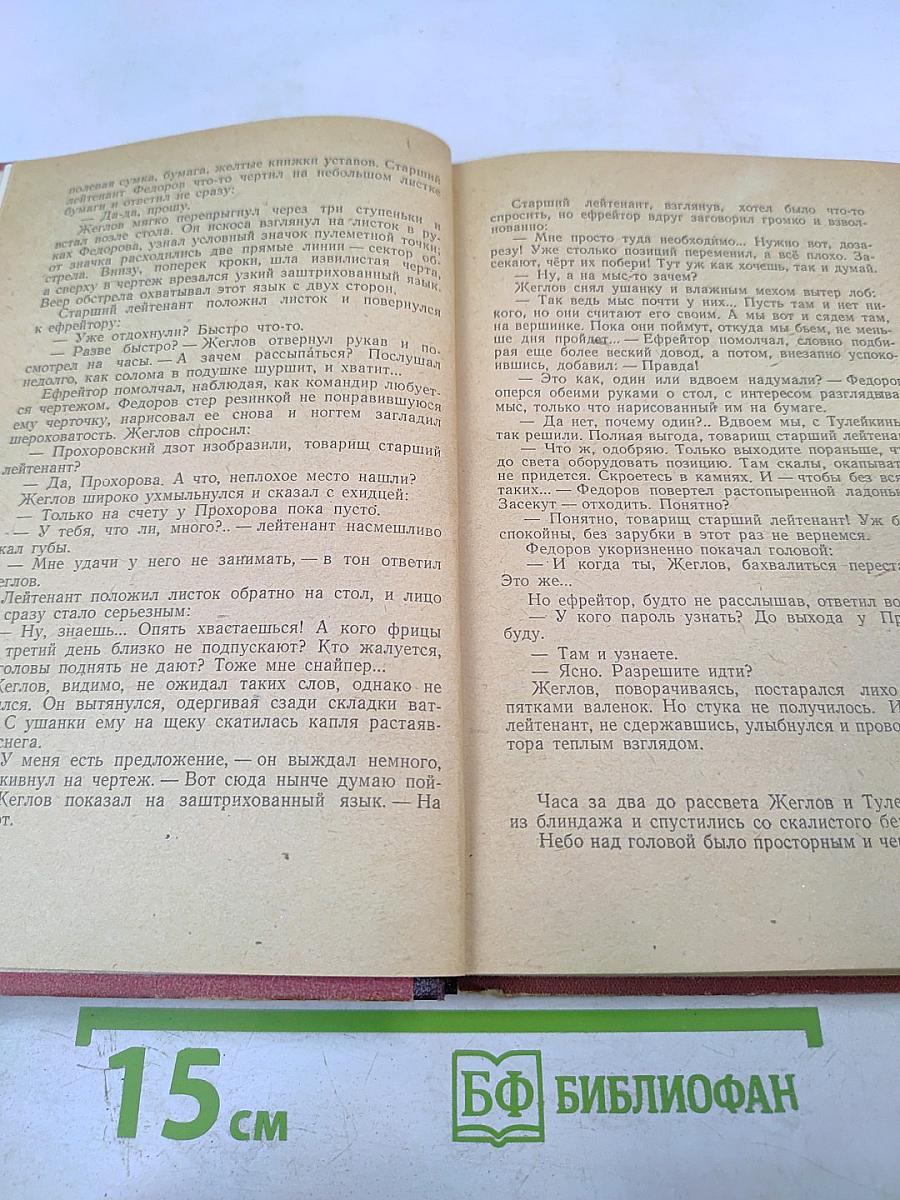 полевая сумка, бумага, желтые книжки уставов. Старший
лейтенант Федоров что-то чертил на небольшом листке
бумаги и ответил не сразу:
— Да-да, прошу.
Жеглов мягко перепрыгнул через три ступеньки и
встал возле стола. Он искоса взглянул на листок в ру-
ках Федорова, узнал условный значок пулеметной точки;
от значка расходились две прямые линии — сектор об-
стрела. Внизу, поперек кроки, шла извилистая черта,
а сверху в чертеж врезался узкий заштрихованный язык.
Веер обстрела охватывал этот язык с двух сторон.
Старший лейтенант положил листок и повернулся
к ефрейтору:
— Уже отдохнули? Быстро что-то.
— Разве быстро? — Жеглов отвернул рукав и по-
смотрел на часы. — А зачем рассыпаться? Послушал
недолго, как солома в подушке шуршит, и хватит...
Ефрейтор помолчал, наблюдая, как командир любует-
ся чертежом. Федоров стер резинкой не понравившуюся
ему черточку, нарисовал ее снова и ногтем загладил
шероховатость. Жеглов спросил:
— Прохоровский дзот изобразили, товарищ старший
лейтенант?
— Да, Прохорова. А что, неплохое место нашли?
Жеглов широко ухмыльнулся и сказал с ехидцей:
— Только на счету у Прохорова пока пусто.
— У тебя, что ли, много?.. — лейтенант насмешливо
жал губы.
— Мне удачи у него не занимать, — в тон ответил
еглов.
Лейтенант положил листок обратно на стол, и лицо
сразу стало серьезным:
— Ну, знаешь... Опять хвастаешься! А кого фрицы
третий день близко не подпускают? Кто жалуется,
головы поднять не дают? Тоже мне снайпер...
Жеглов, видимо, не ожидал таких слов, однако не
лся. Он вытянулся, одергивая сзади складки ват-
С ушанки ему на щеку скатилась капля растаяв-
снега.
У меня есть предложение, — он выждал немного,
кивнул на чертеж. — Вот сюда нынче думаю пой-
Жеглов показал на заштрихованный язык. — На
от.
Старший лейтенант, взглянув, хотел было что-то
спросить, но ефрейтор вдруг заговорил громко и взвол-
нованно:
— Мне просто туда необходимо... Нужно вот, доза-
резу! Уже столько позиций переменил, а всё плохо. За-
секают, чёрт их побери! Тут уж как хочешь, так и думай.
— Ну, а на мыс-то зачем?
Жеглов снял ушанку и влажным мехом вытер лоб:
— Так ведь мыс почти у них... Пусть там и нет ни-
кого, но они считают его своим. А мы вот и сядем там,
на вершинке. Пока они поймут, откуда мы бьем, не мень-
ше дня пройдет... — Ефрейтор помолчал, словно подби-
рая еще более веский довод, а потом, внезапно успоко-
ившись, добавил: — Правда!
— Это как, один или вдвоем надумали? — Федоров
оперся обеими руками о стол, с интересом разглядыва
мыс, только что нарисованный им на бумаге.
— Да нет, почему один?.. Вдвоем мы, с Тулейкины
так решили. Полная выгода, товарищ старший лейтенан
— Что ж, одобряю. Только выходите пораньше, чт
до света оборудовать позицию. Там скалы, окапыват
не придется. Скроетесь в камнях. И — чтобы без вся
таких... — Федоров повертел растопыренной ладонь
Засекут — отходить. Понятно?
— Понятно, товарищ старший лейтенант! Уж б
спокойны, без зарубки в этот раз не вернемся.
Федоров укоризненно покачал головой:
— И когда ты, Жеглов, бахвалиться переста
Это же...
Но ефрейтор, будто не расслышав, ответил во
— У кого пароль узнать? До выхода у Пр
буду.
— Там и узнаете.
— Ясно. Разрешите идти?
Жеглов, поворачиваясь, постарался лихо
пятками валенок. Но стука не получилось. И
лейтенант, не сдержавшись, улыбнулся и прово
тора теплым взглядом.
Часа за два до рассвета Жеглов и Туле
из блиндажа и спустились со скалистого бе
Небо над головой было просторным и че
15 см
БФ БИБЛИОФАН